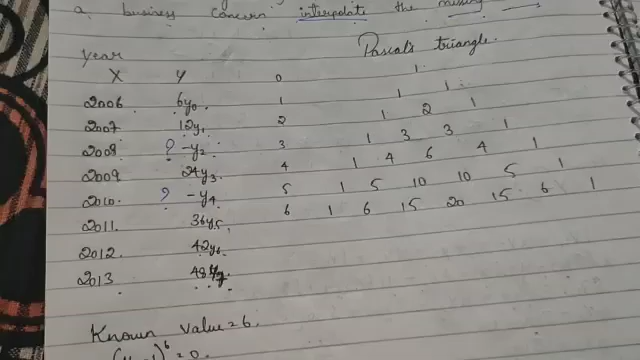 a business concern interpolate the missing
year Pascal's triangle.
X y 0 1
2006 6y0. 1 1 1
2007 12y1 2 1 2 1
2008 ? -y2 3 1 3 3 1
2009 24y3 4 1 4 6 4 1
2010 ? -y4 5 1 5 10 10 5 1
2011. 36y5, 6 1 6 15 20 15 6 1
2012. 42y6
2013 48y7.
Known value = 6.
(y-1)^6 = 0.